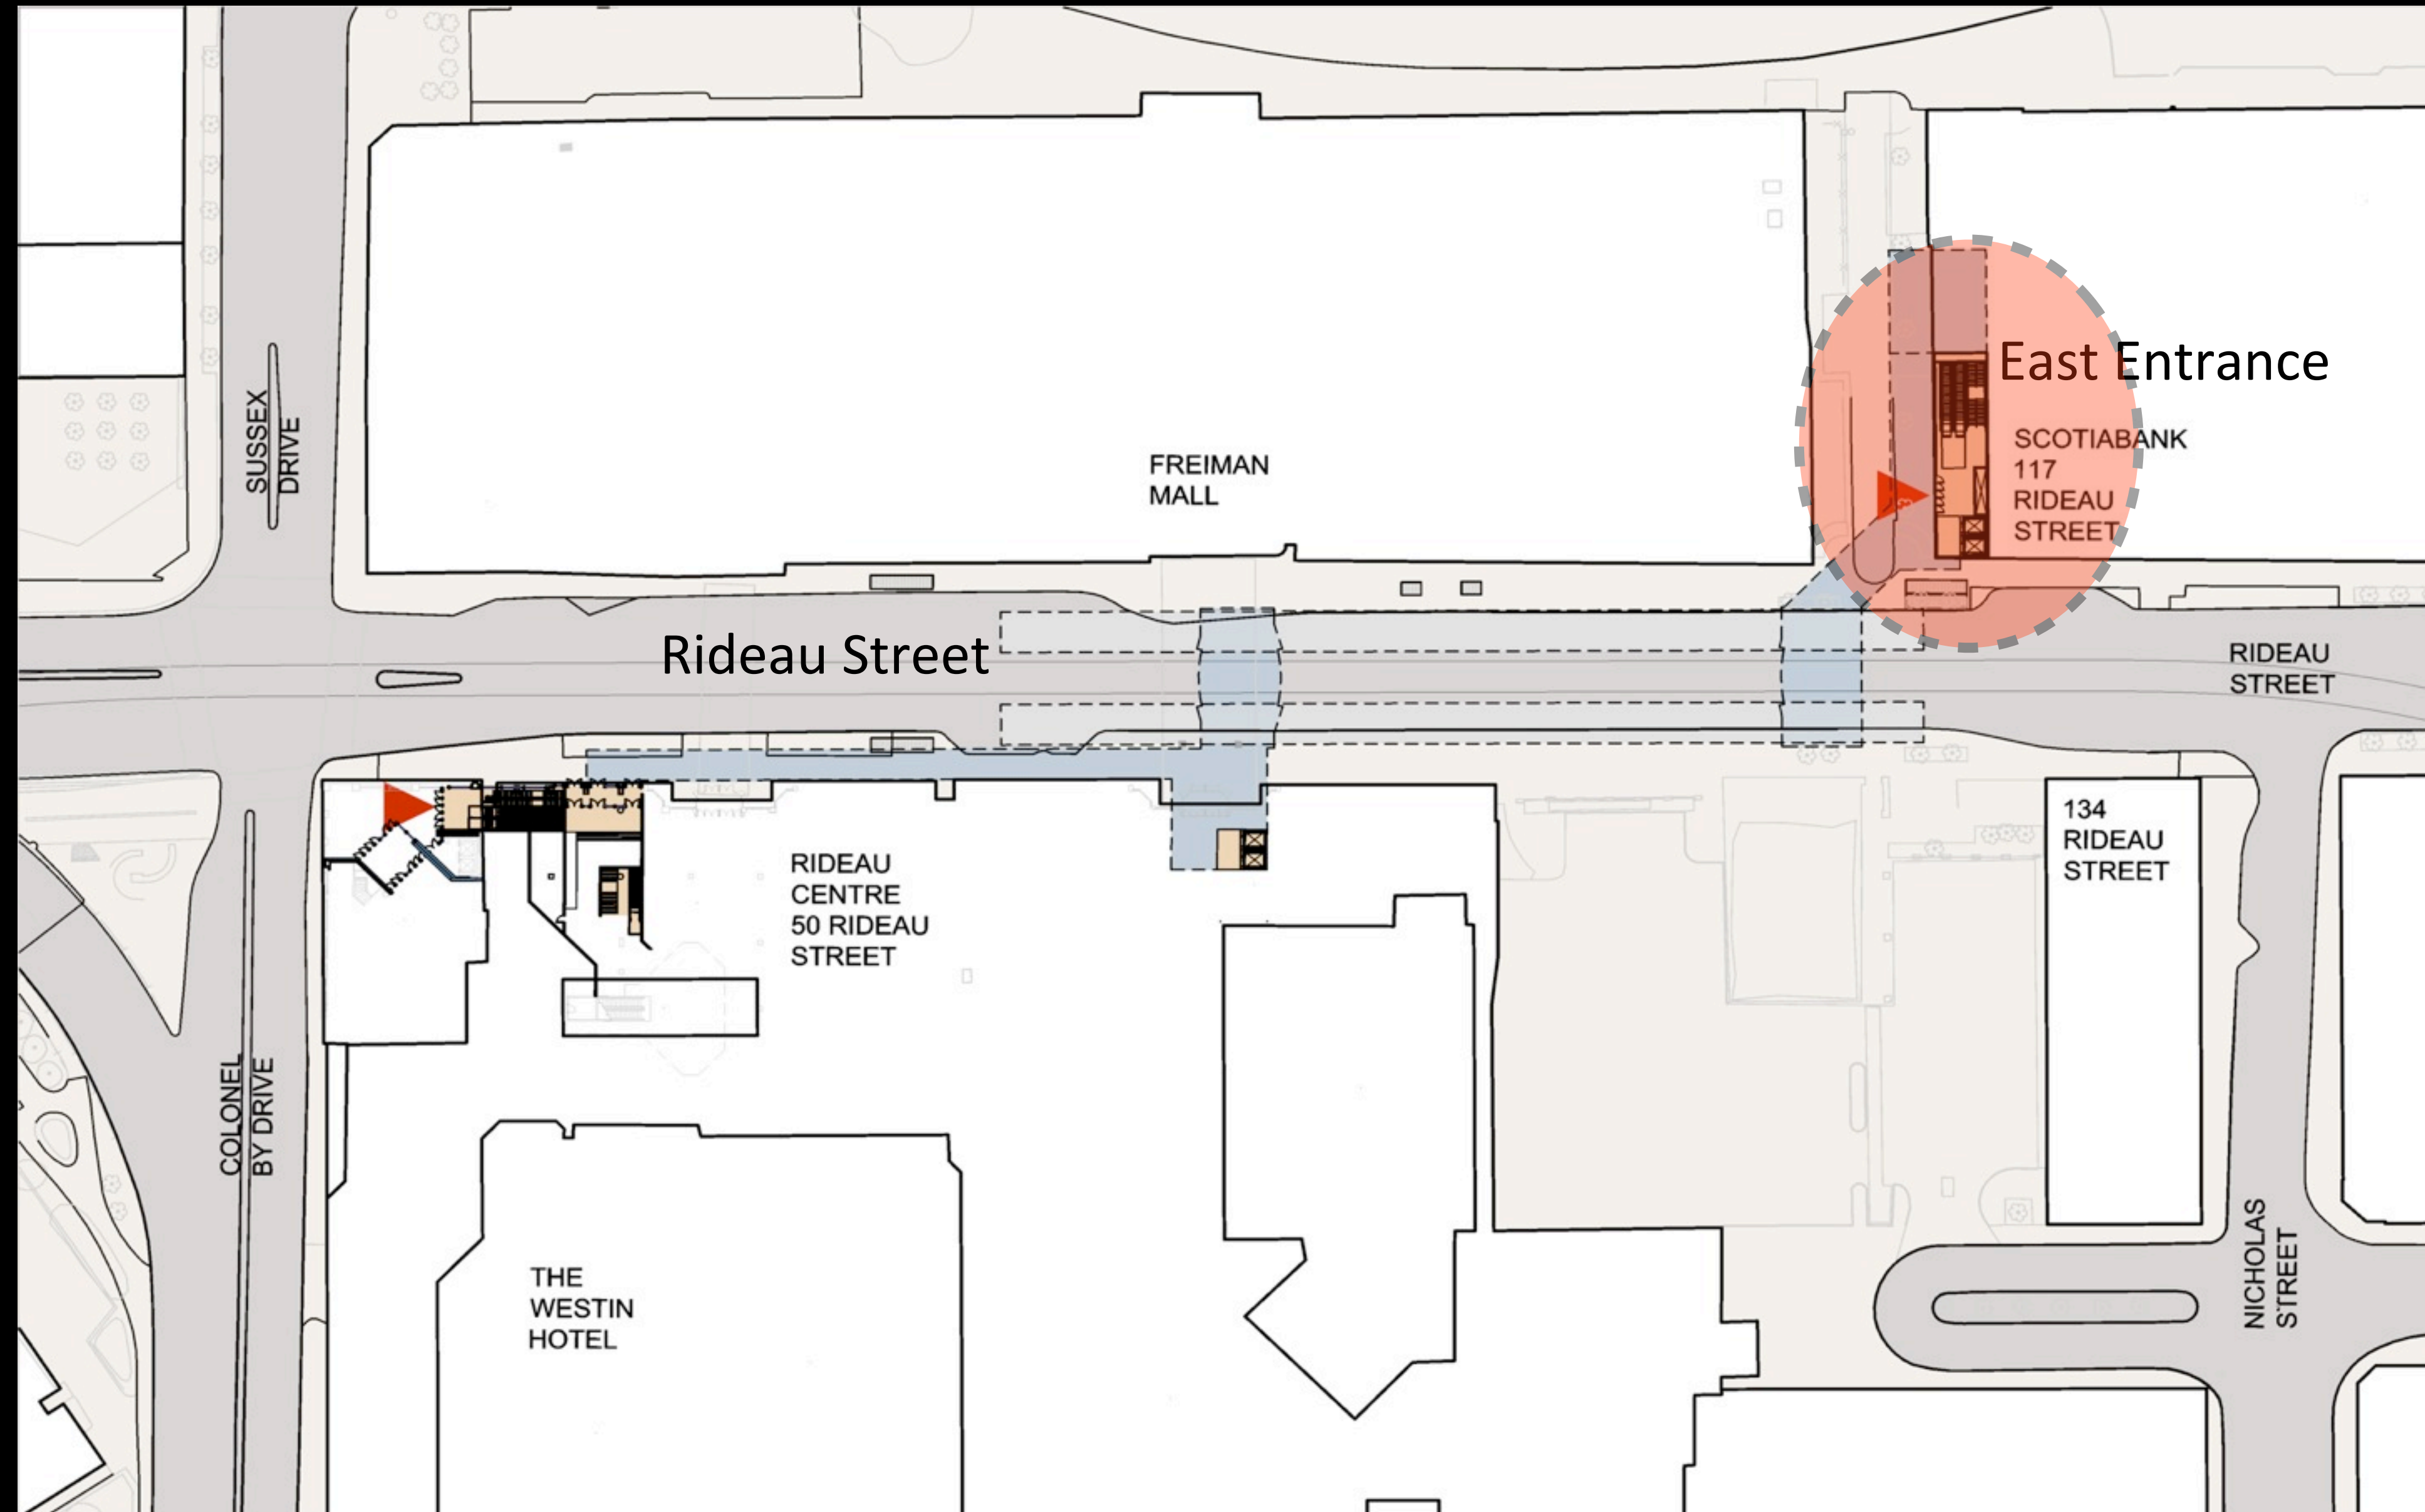 East Entrance
SUSSEX
DRIVE
SCOTIABANK
117
RIDEAU
STREET
FREIMAN
MALL
Rideau Street
RIDEAU
STREET
134
RIDEAU
STREET
RIDEAU
CENTRE
50 RIDEAU
STREET
COLONEL
BY DRIVE
THE
WESTIN
HOTEL
NICHOLAS
STREET